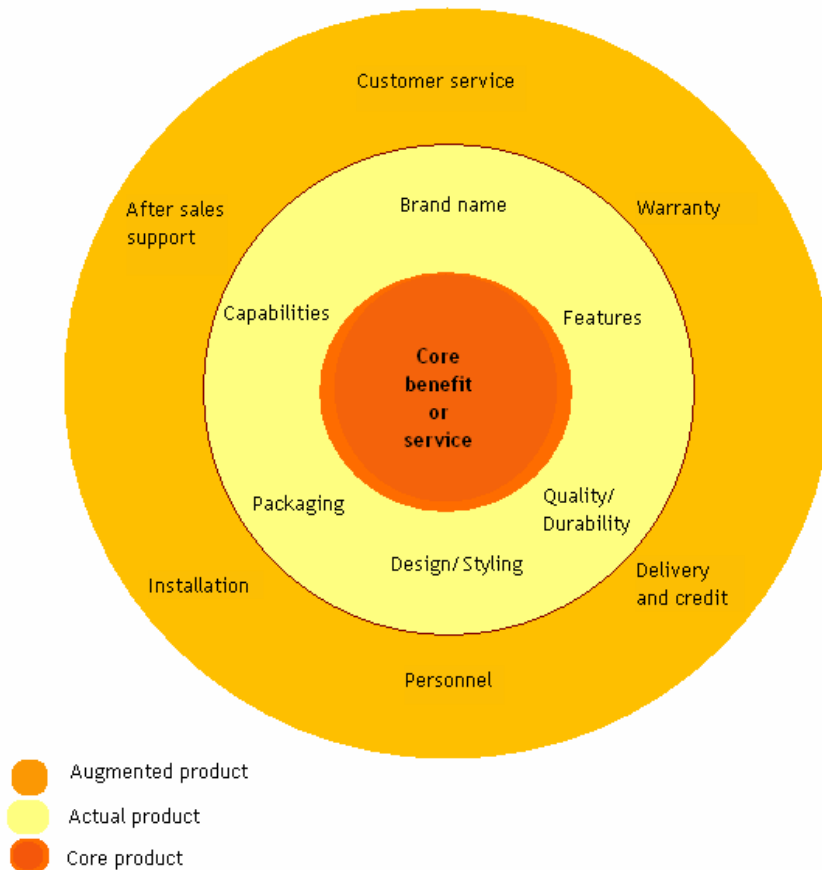 Customer service
After sales
support
Brand name
Warranty
Capabilities
Features
Core
benefit
or
service
Packaging
Quality/
Durability
Design/Styling
Installation
Delivery
and credit
Personnel
Augmented product
Actual product
Core product